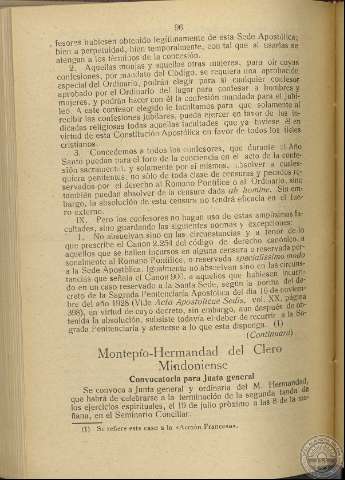 96
fesores hubiesen obtenido legítimamente de esta Sede Apostólica;
bien a perpetuidad, bien temporalmente, con tal que al usarlas se
atengan a los términos de la concesión.
2. Aquellas monjas y aquellas otras mujeres, para oír cuyas
confesiones, por mandato del Código, se requiera una aprobación
especial del Ordinario, podrán elegir para sí cualquier confesor
aprobado por el Ordinario del lugar para confesar a hombres y
mujeres, y podrán hacer con él la confesión mandada para el jubi-
leo. A este confesor elegido le facultamos para que solamente al
recibir las confesiones jubilares, pueda ejercer en favor de las in-
dicadas religiosas todas aquellas facultades que ya tuviese él en
virtud de esta Constitución Apostólica en favor de todos los fieles
cristianos.
3. Concedemos a todos los confesores, que durante el Año
Santo puedan para el foro de la conciencia en el acto de la confe-
sión sacramental, y solamente por sí mismos, absolver a cuales-
quiera penitentes, no sólo de toda clase de censuras y pecados re-
servados por el derecho al Romano Pontífice o al Ordinario, sino
también puedan absolver de la censura dada ab homine. Sin em-
bargo, la absolución de esta censura no tendrá eficacia en el fue-
ro externo.
IX. Pero los confesores no hagan uso de estas amplísimas fa-
cultades, sino guardando las siguientes normas y excepciones:
1. No absuelvan sino en las circunstancias y a tenor de lo
que prescribe el Canon 2.254 del código de derecho canónico, a
aquellos que se hallen incursos en alguna censura o reservada per-
sonalmente al Romano Pontífice, o reservada specialissimo modo
a la Sede Apostólica. Igualmente no absuelvan sino en las circuns-
tancias que señala el Canon 900, a aquellos que hubiesen incurri-
do en un caso reservado a la Santa Sede, según la norma del de-
creto de la Sagrada Penitenciaría Apostólica del día 16 de noviem-
bre del año 1928 (Vide Acta Apostolicae Sedis, vol. XX, página
398), en virtud de cuyo decreto, sin embargo, aun después de ob-
tenida la absolución, subsiste todavía el deber de recurrir a la Sa-
grada Penitenciaría y atenerse a lo que esta disponga. (1)
(Continuará)
Montepío-Hermandad del Clero
Mindoniense
Convocatoria para junta general
Se convoca a Junta general y ordinaria del M. Hermandad,
que habrá de celebrarse a la terminación de la segunda tanda de
los ejercicios espirituales, el 19 de julio próximo a las 8 de la ma-
ñana, en el Seminario Conciliar.
(1) Se refiere este caso a la «Acción Francesa».